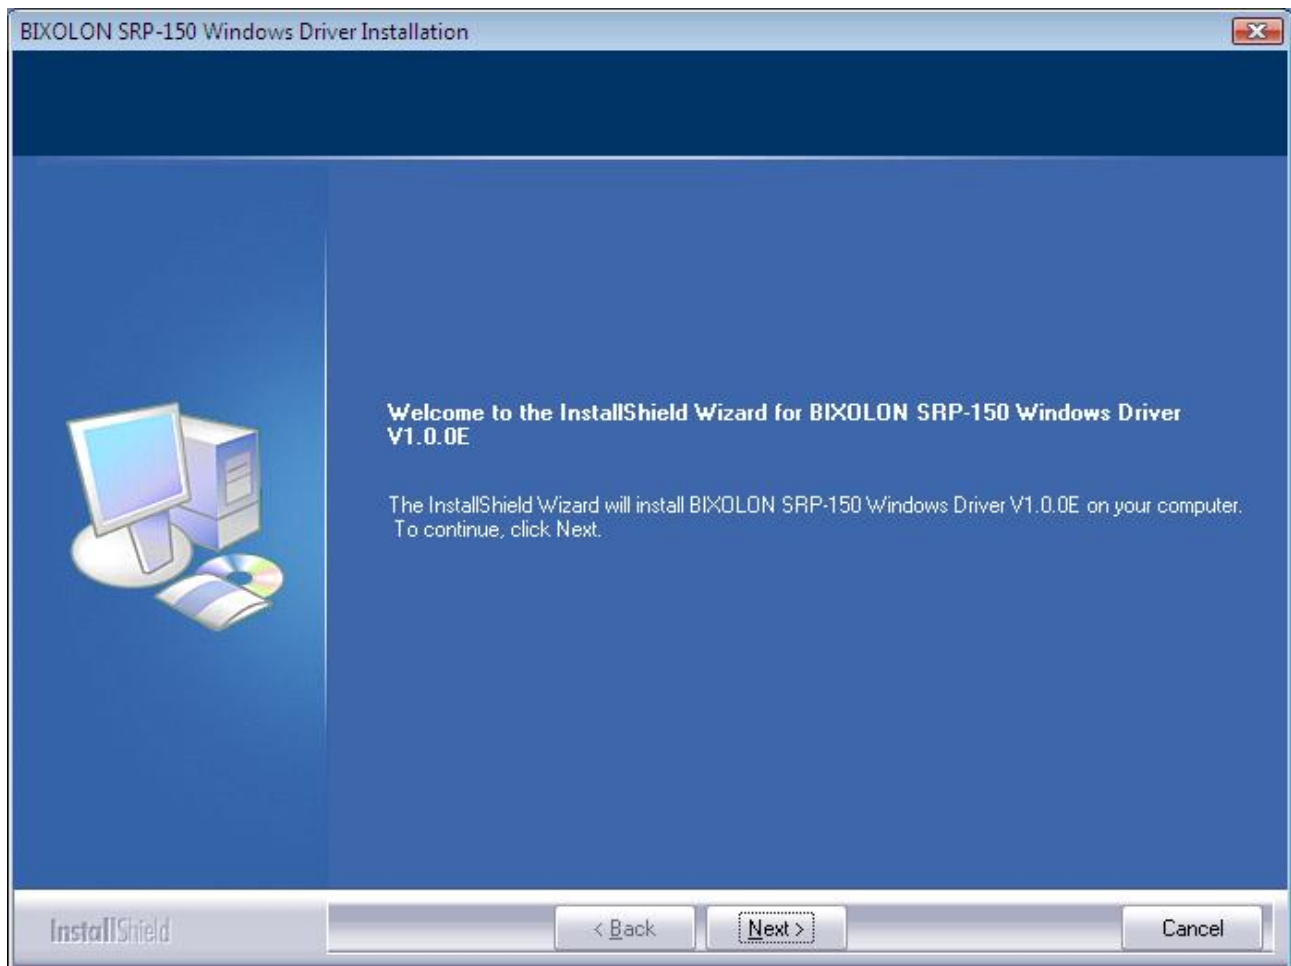 BIXOLON SRP-150 Windows Driver Installation
Welcome to the InstallShield Wizard for BIXOLON SRP-150 Windows Driver
V1.0.0E
The InstallShield Wizard will install BIXOLON SRP-150 Windows Driver V1.0.0E on your computer.
To continue, click Next.
InstallShield
< Back
Next >
Cancel